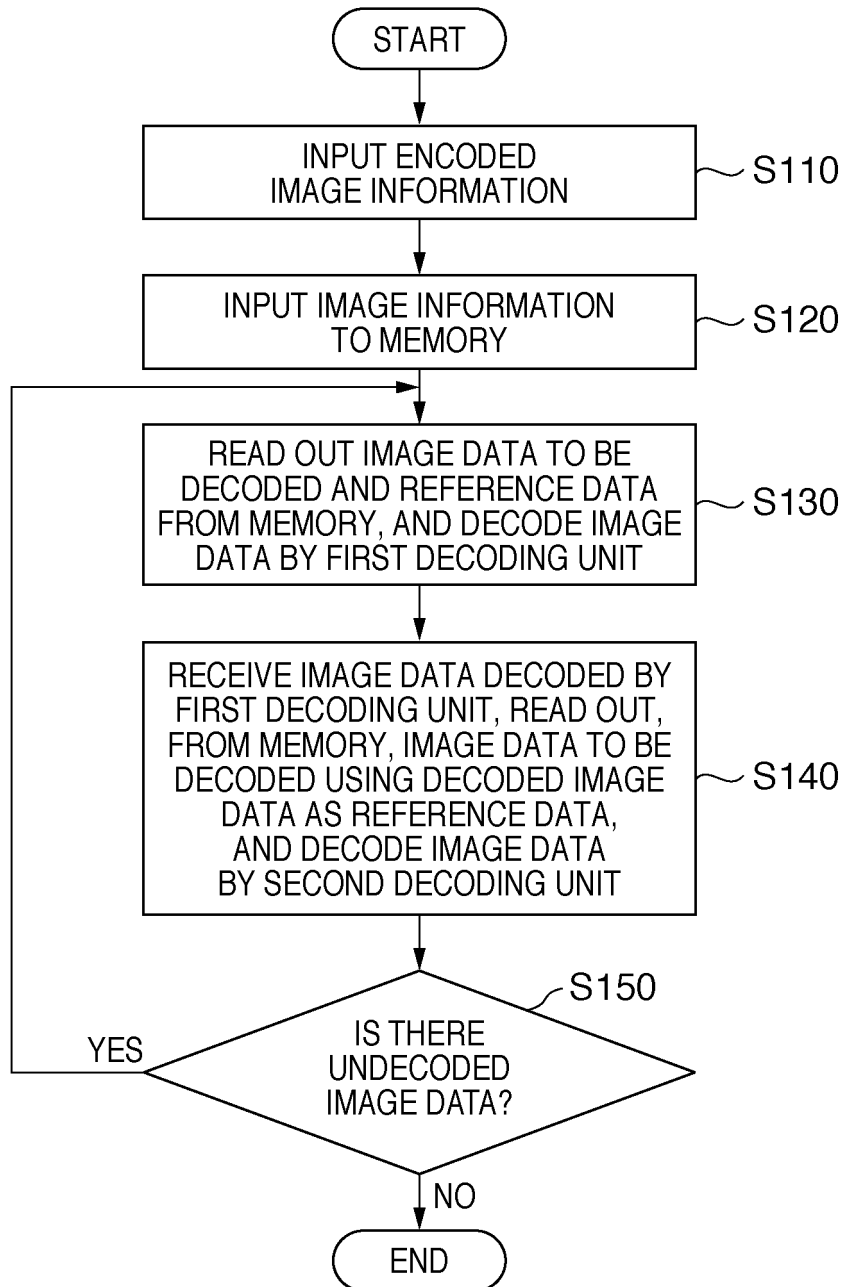 START
INPUT ENCODED
IMAGE INFORMATION
S110
INPUT IMAGE INFORMATION
TO MEMORY
S120
READ OUT IMAGE DATA TO BE
DECODED AND REFERENCE DATA
FROM MEMORY, AND DECODE IMAGE
DATA BY FIRST DECODING UNIT
S130
RECEIVE IMAGE DATA DECODED BY
FIRST DECODING UNIT, READ OUT,
FROM MEMORY, IMAGE DATA TO BE
DECODED USING DECODED IMAGE
DATA AS REFERENCE DATA,
AND DECODE IMAGE DATA
BY SECOND DECODING UNIT
S140
S150
IS THERE
UNDECODED
IMAGE DATA?
YES
NO
END